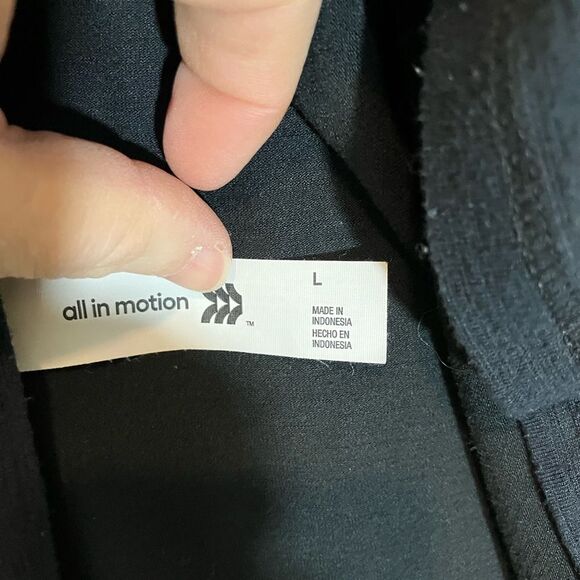 all in motion
™
L
MADE IN
INDONESIA
HECHO EN
INDONESIA